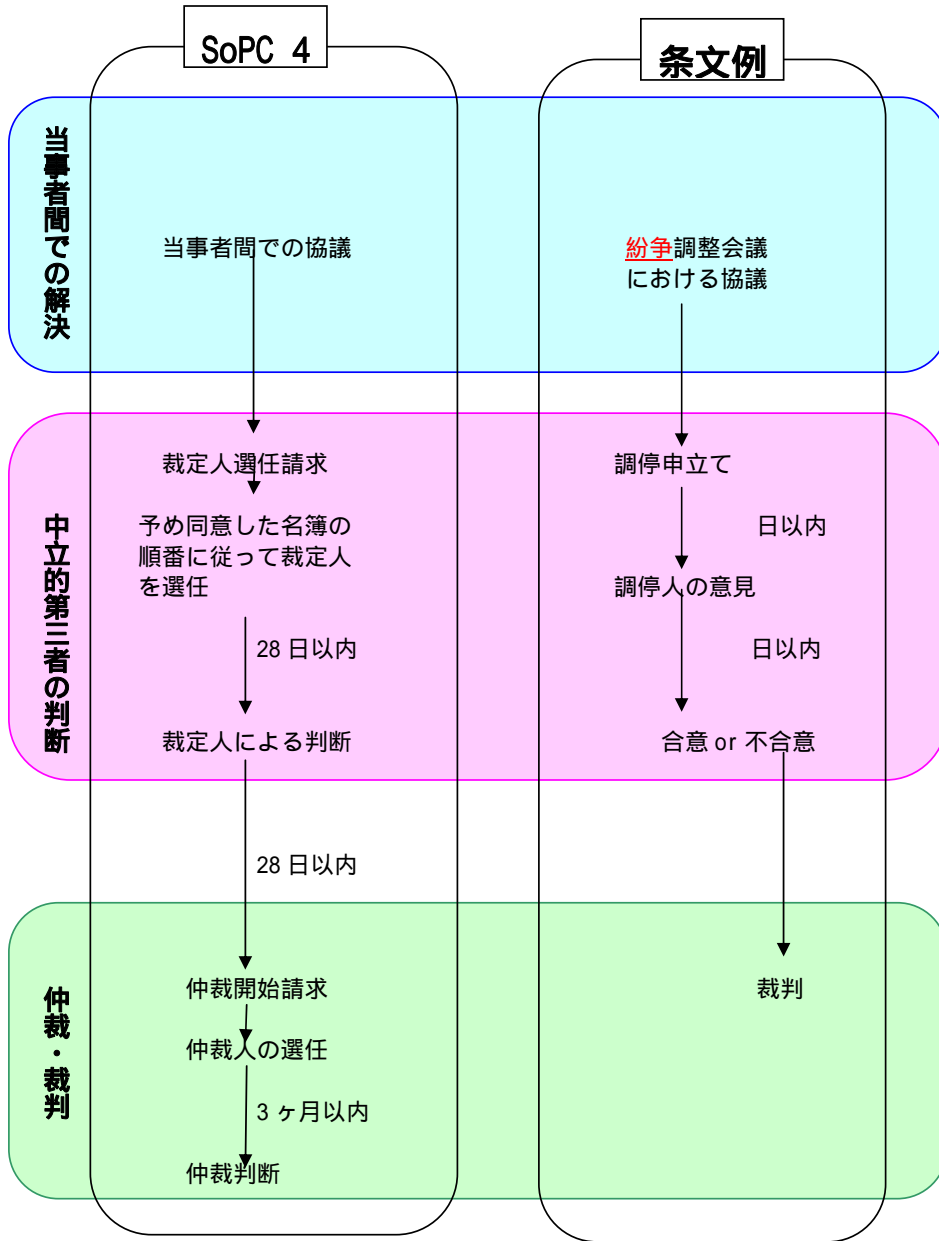 SoPC 4
条文例
当事者間での解決
当事者間での協議
紛争調整会議
における協議
中立的第三者の判断
裁定人選任請求
予め同意した名簿の
順番に従って裁定人
を選任
28 日以内
裁定人による判断
調停申立て
日以内
調停人の意見
日以内
合意 or 不合意
28 日以内
仲裁・裁判
仲裁開始請求
仲裁人の選任
3 ヶ月以内
仲裁判断
裁判